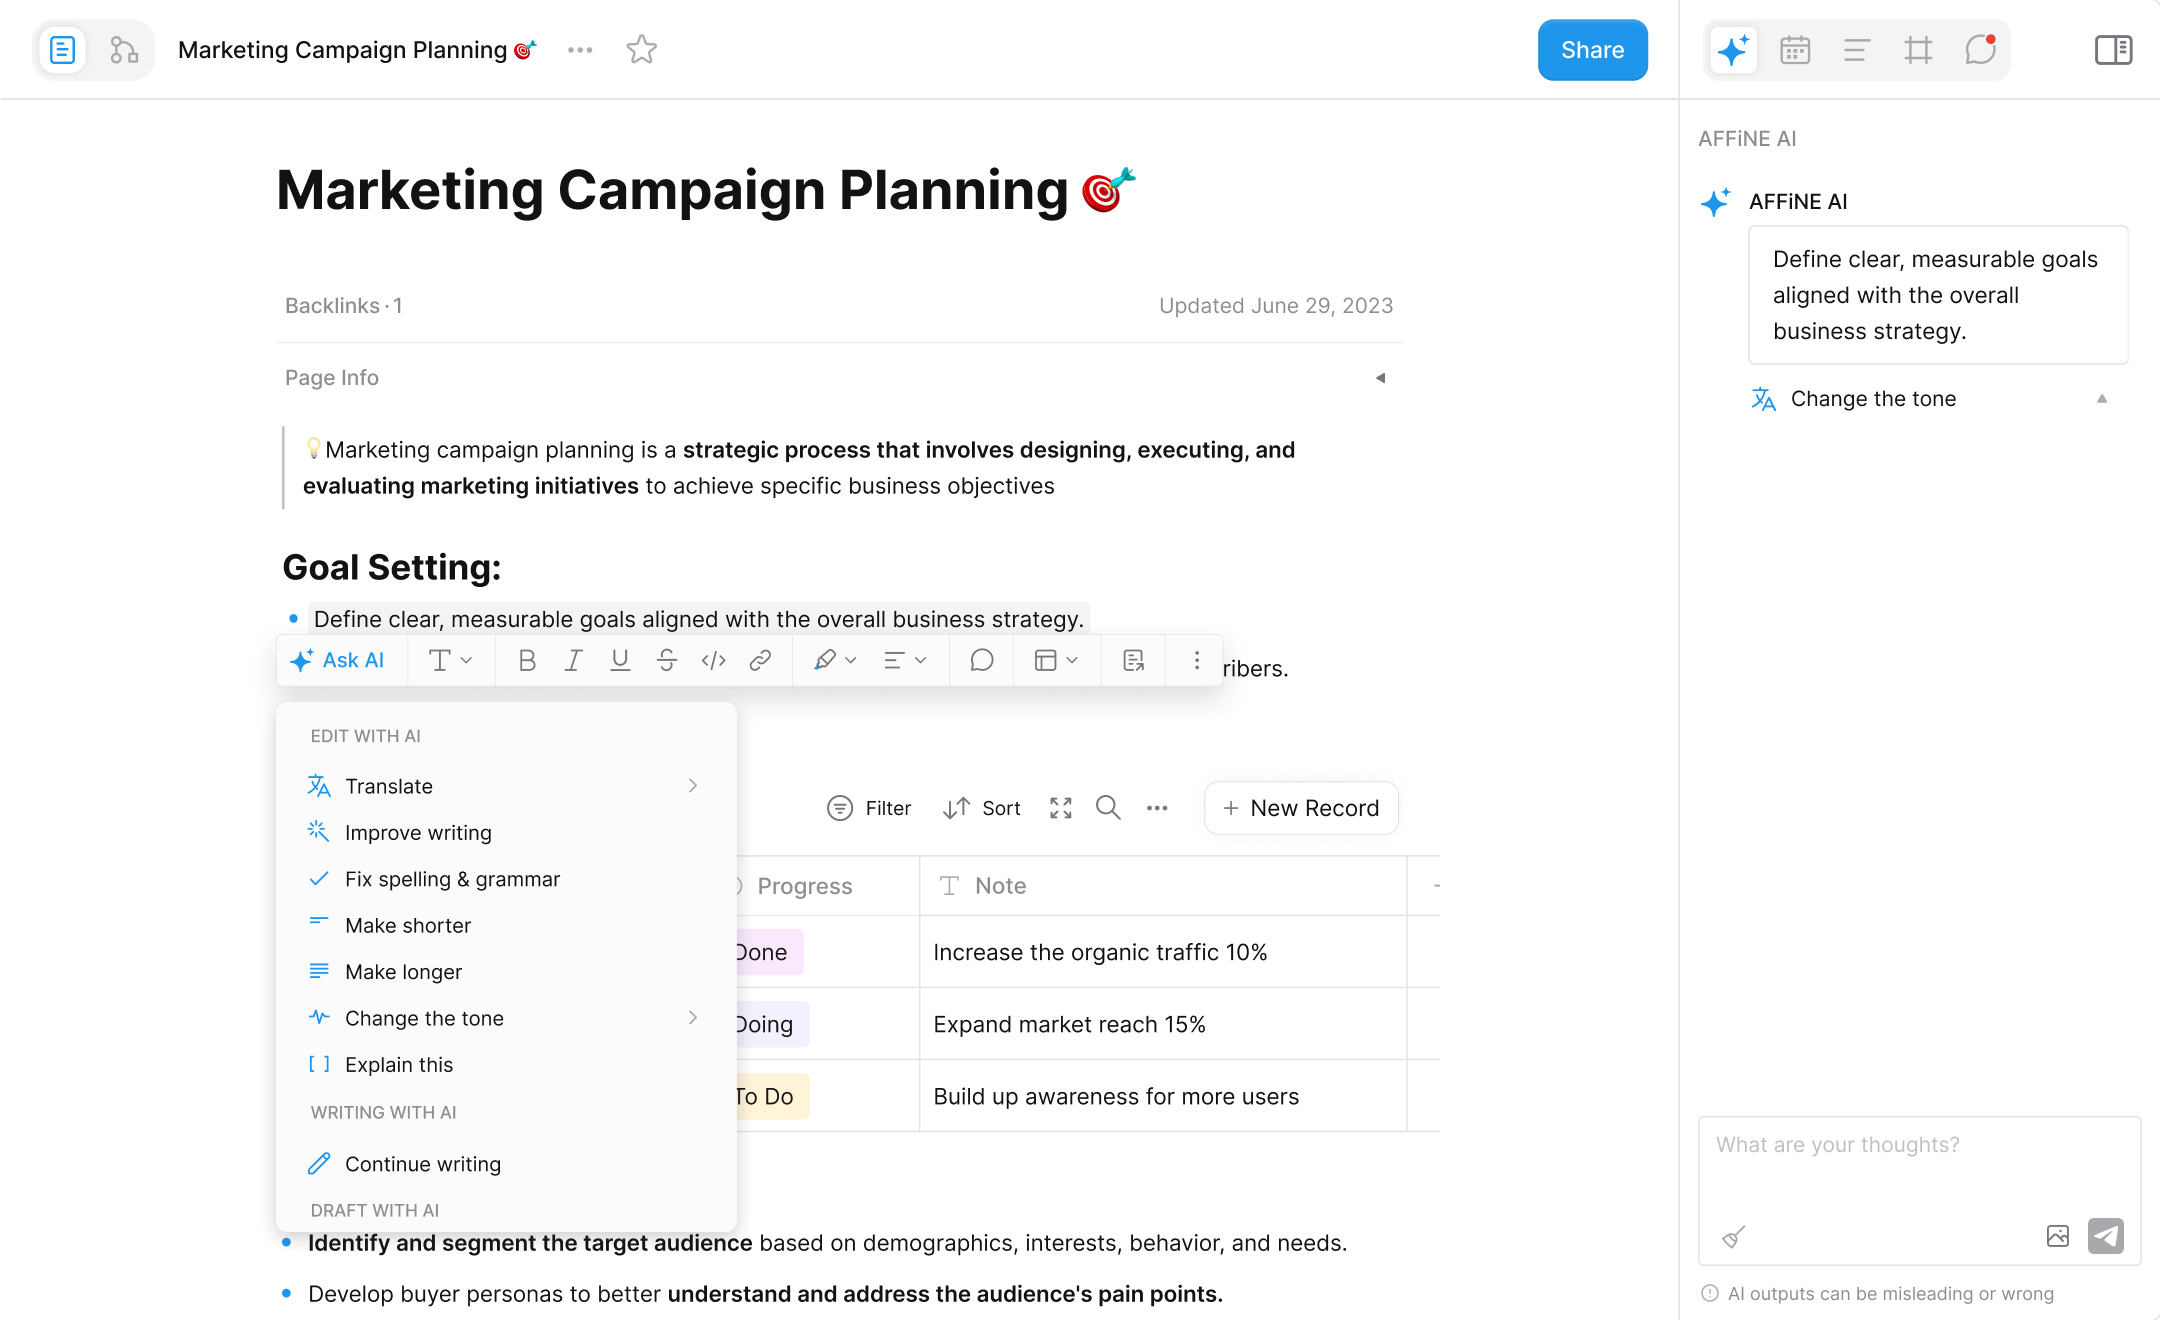 Marketing Campaign Planning 🎯
Share
AFFiNE AI
Marketing Campaign Planning 🎯
AFFiNE AI
Define clear, measurable goals
aligned with the overall
business strategy.
Change the tone
Backlinks · 1
Updated June 29, 2023
Page Info
💡Marketing campaign planning is a strategic process that involves designing, executing, and
evaluating marketing initiatives to achieve specific business objectives
Goal Setting:
Define clear, measurable goals aligned with the overall business strategy.
Ask AI
ribers.
EDIT WITH AI
Translate
Improve writing
Fix spelling & grammar
Make shorter
Make longer
Change the tone
Explain this
WRITING WITH AI
Continue writing
DRAFT WITH AI
Filter
Sort
+ New Record
Progress
Note
Done
Increase the organic traffic 10%
Doing
Expand market reach 15%
To Do
Build up awareness for more users
Identify and segment the target audience based on demographics, interests, behavior, and needs.
Develop buyer personas to better understand and address the audience's pain points.
What are your thoughts?
AI outputs can be misleading or wrong